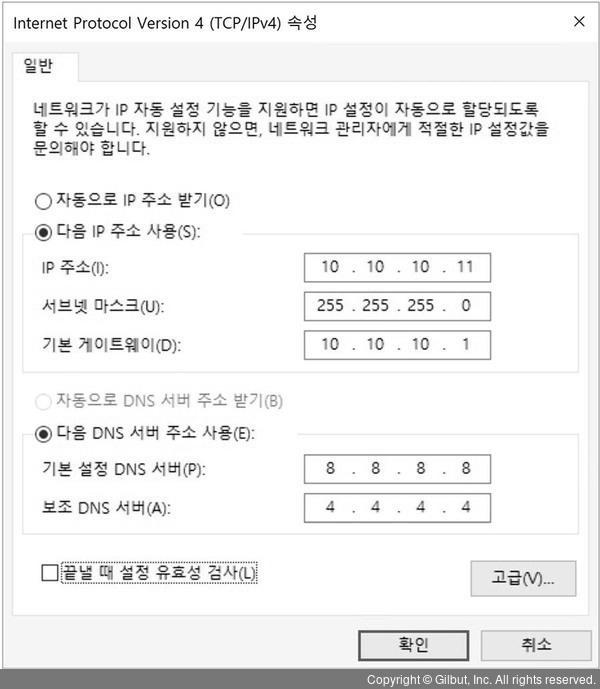 Internet Protocol Version 4 (TCP/IPv4) 속성
일반
네트워크가 IP 자동 설정 기능을 지원하면 IP 설정이 자동으로 할당되도록
할 수 있습니다. 지원하지 않으면, 네트워크 관리자에게 적절한 IP 설정값을
문의해야 합니다.
자동으로 IP 주소 받기(O)
다음 IP 주소 사용(S):
IP 주소(I): 10 . 10 . 10 . 11
서브넷 마스크(U): 255 . 255 . 255 . 0
기본 게이트웨이(D): 10 . 10 . 10 . 1
자동으로 DNS 서버 주소 받기(B)
다음 DNS 서버 주소 사용(E):
기본 설정 DNS 서버(P): 8 . 8 . 8 . 8
보조 DNS 서버(A): 4 . 4 . 4 . 4
끝낼 때 설정 유효성 검사(L)
고급(V)...
확인 취소
Copyright © Gilbut, Inc. All rights reserved.